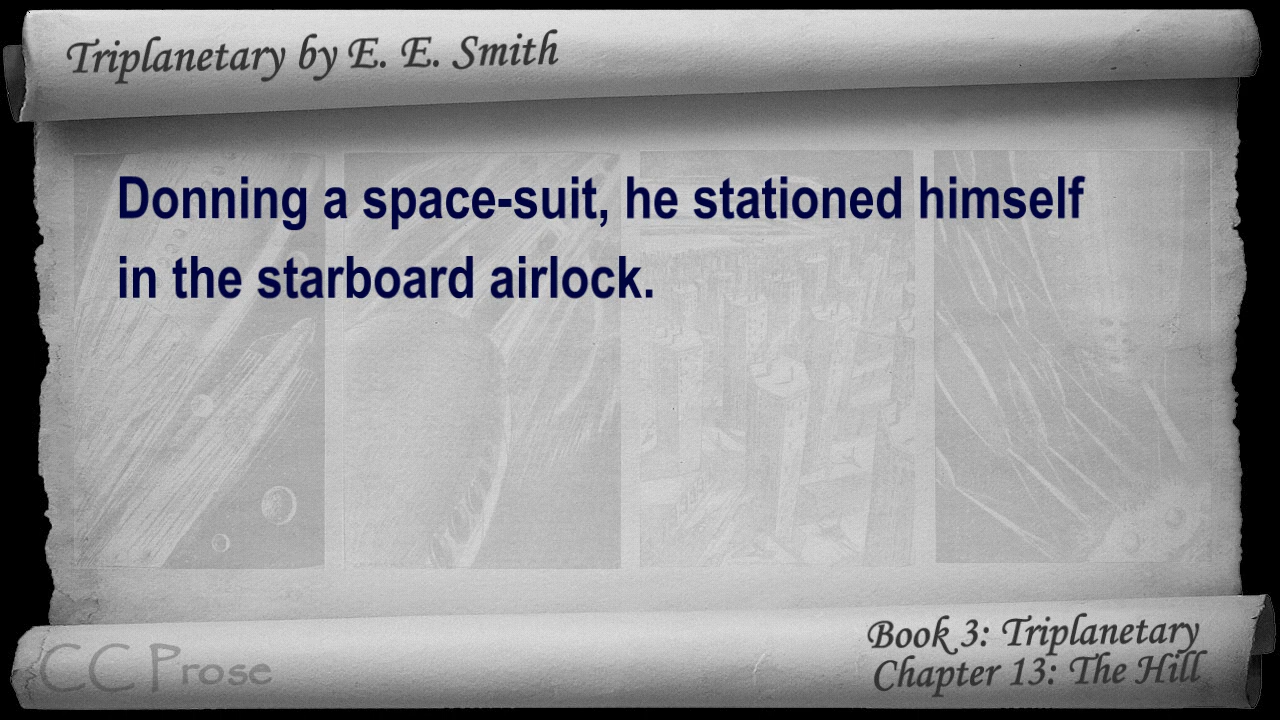 Triplanetary by E. E. Smith
Donning a space-suit, he stationed himself
in the starboard airlock.
Book 3: Triplanetary
Chapter 13: The Hill
CC Prose